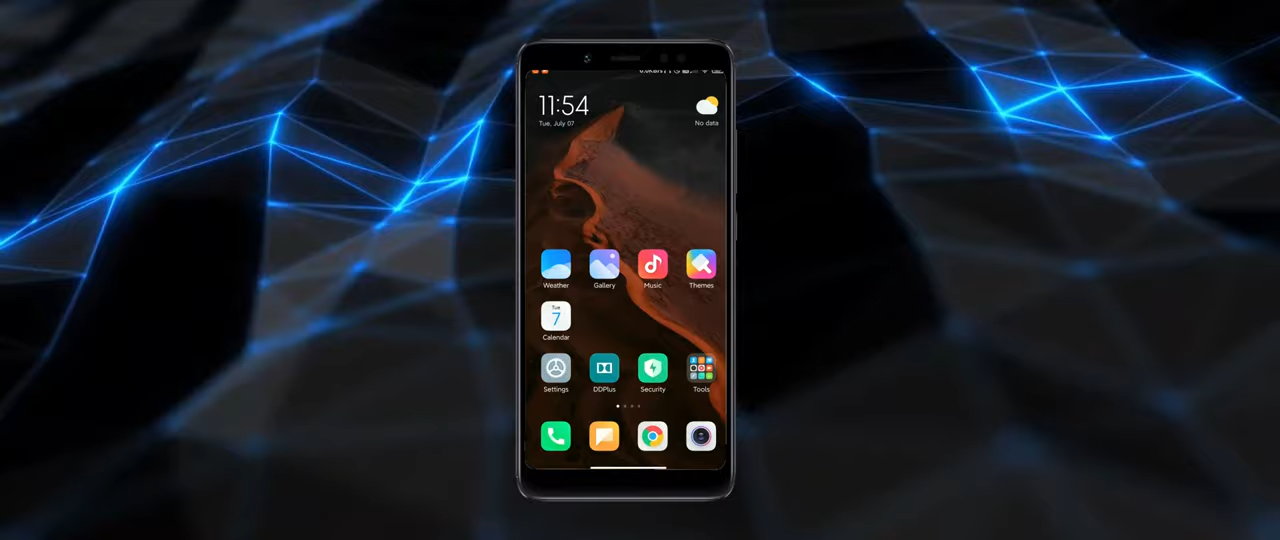 11:54
Tue, July 07
No data
Weather
Gallery
Music
Themes
Tue
7
Calendar
Settings
DDPlus
Security
Tools